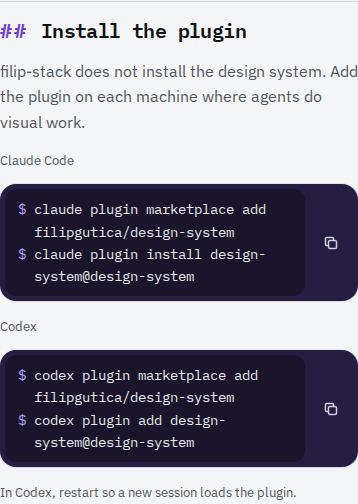 ## Install the plugin
filip-stack does not install the design system. Add
the plugin on each machine where agents do
visual work.
Claude Code
$ claude plugin marketplace add
filipgutica/design-system
$ claude plugin install design-
system@design-system
Codex
$ codex plugin marketplace add
filipgutica/design-system
$ codex plugin add design-
system@design-system
In Codex, restart so a new session loads the plugin.